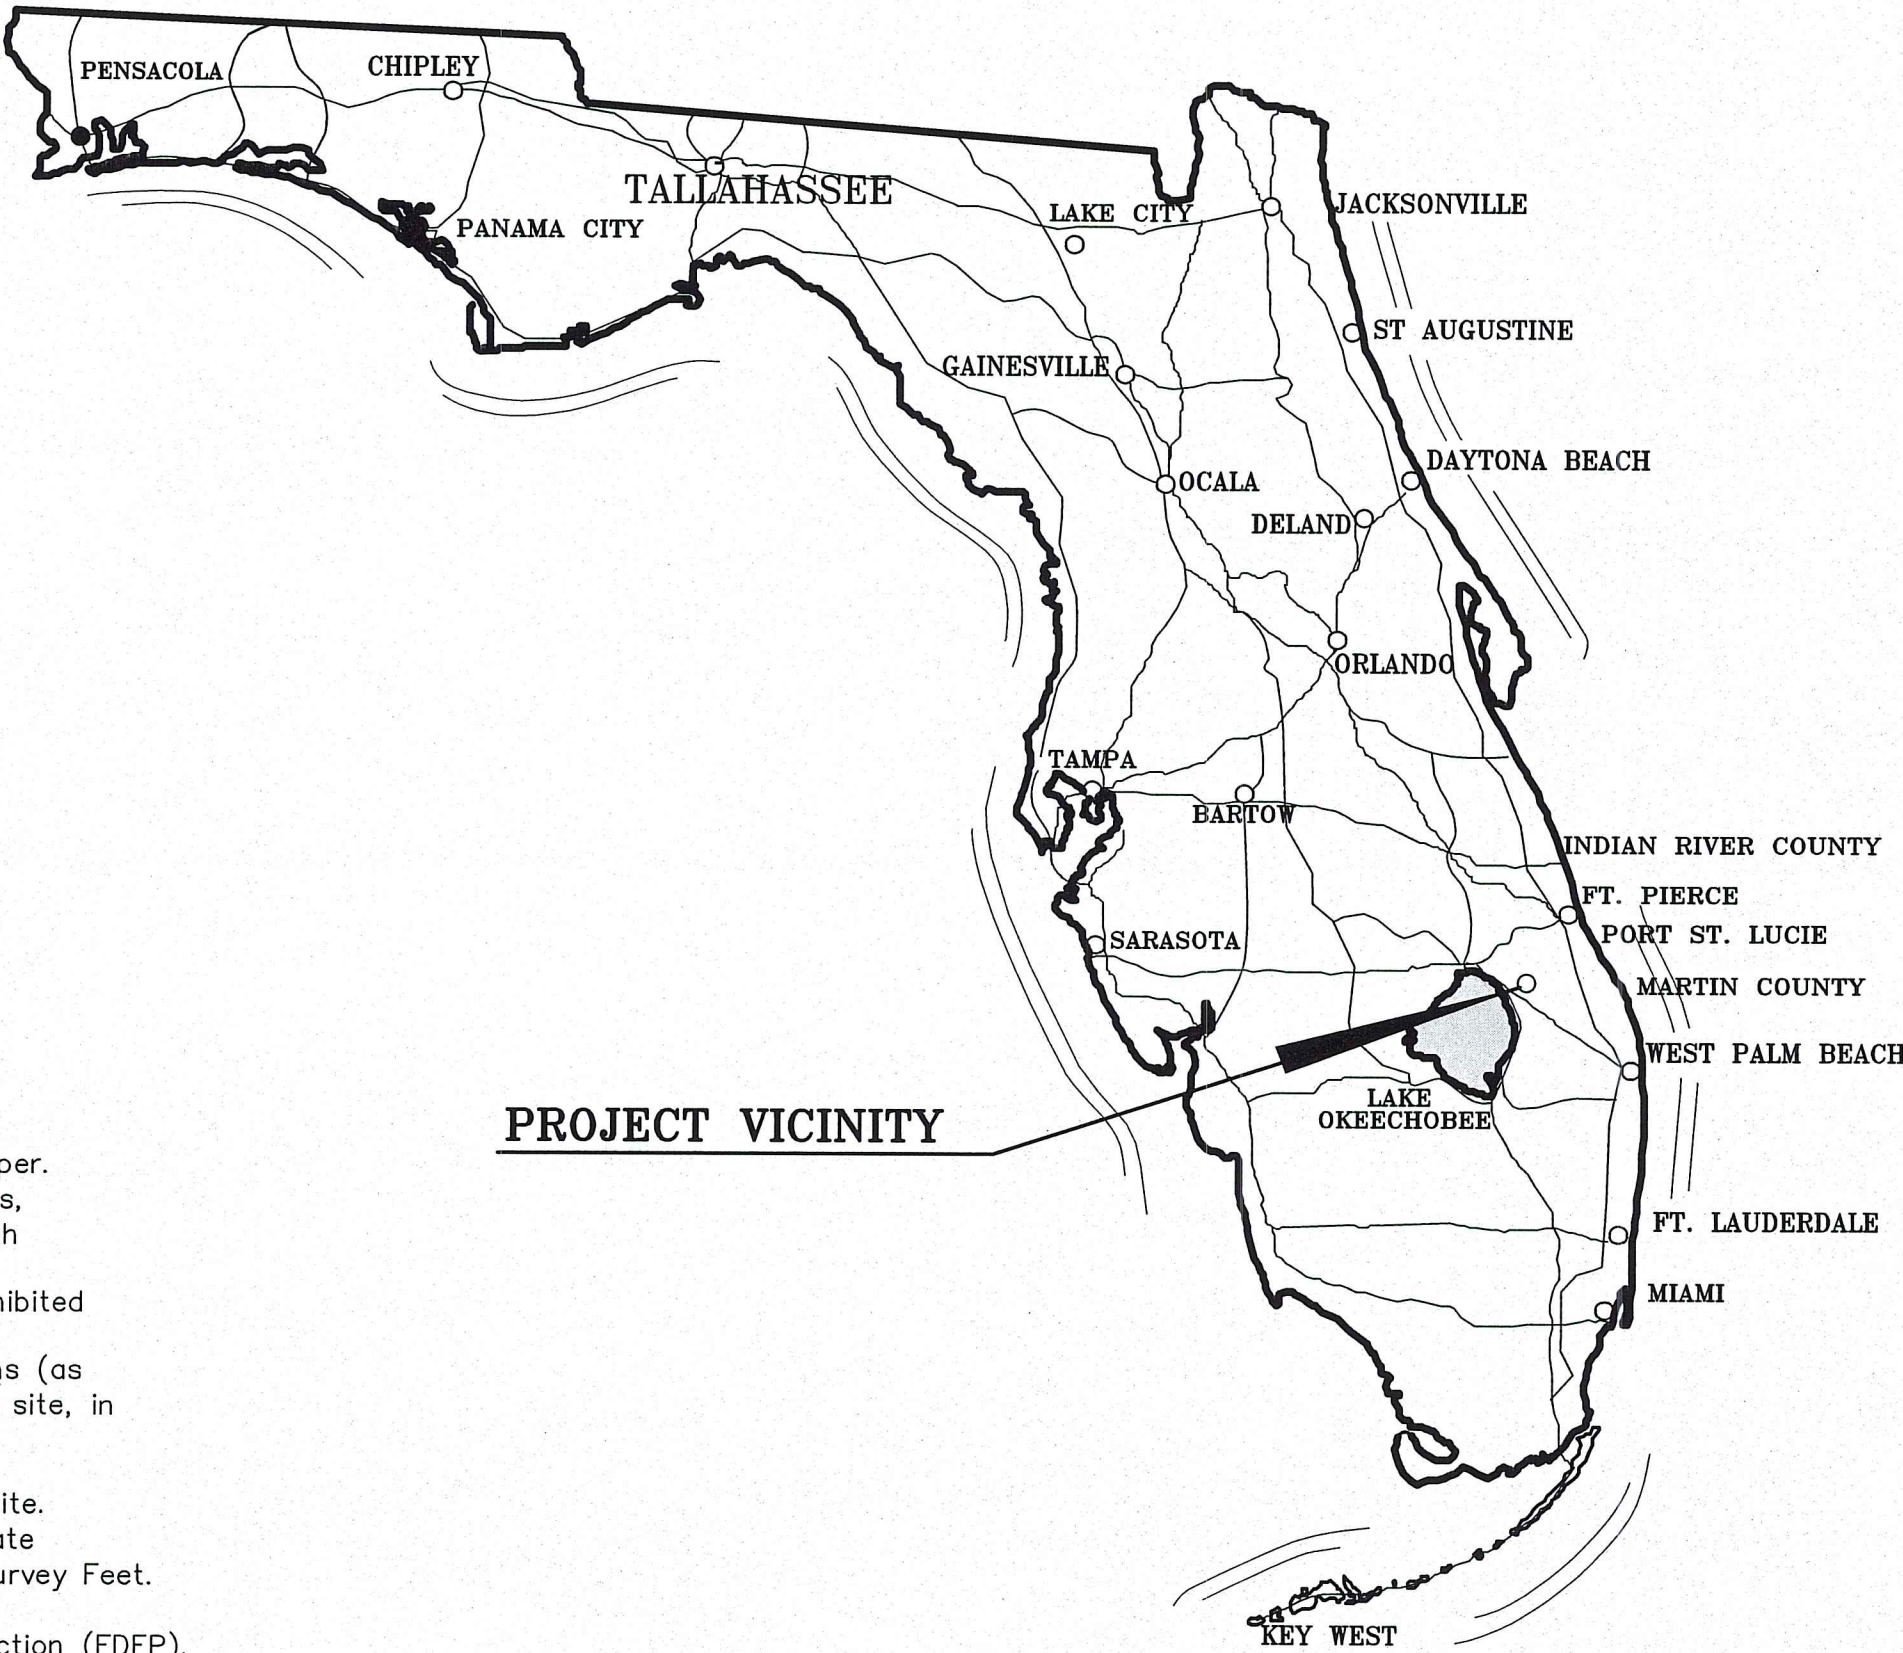 PENSACOLA
CHIPLEY
TALLAHASSEE
PANAMA CITY
LAKE CITY
JACKSONVILLE
ST AUGUSTINE
GAINESVILLE
DAYTONA BEACH
OCALA
DELAND
ORLANDO
TAMPA
BARTOW
INDIAN RIVER COUNTY
FT. PIERCE
PORT ST. LUCIE
SARASOTA
MARTIN COUNTY
WEST PALM BEACH
LAKE
OKEECHOBEE
PROJECT VICINITY
FT. LAUDERDALE
MIAMI
KEY WEST
per.
s,
h
hibited
ns (as
site, in
ite.
ate
urvey Feet.
ction (FDEP).